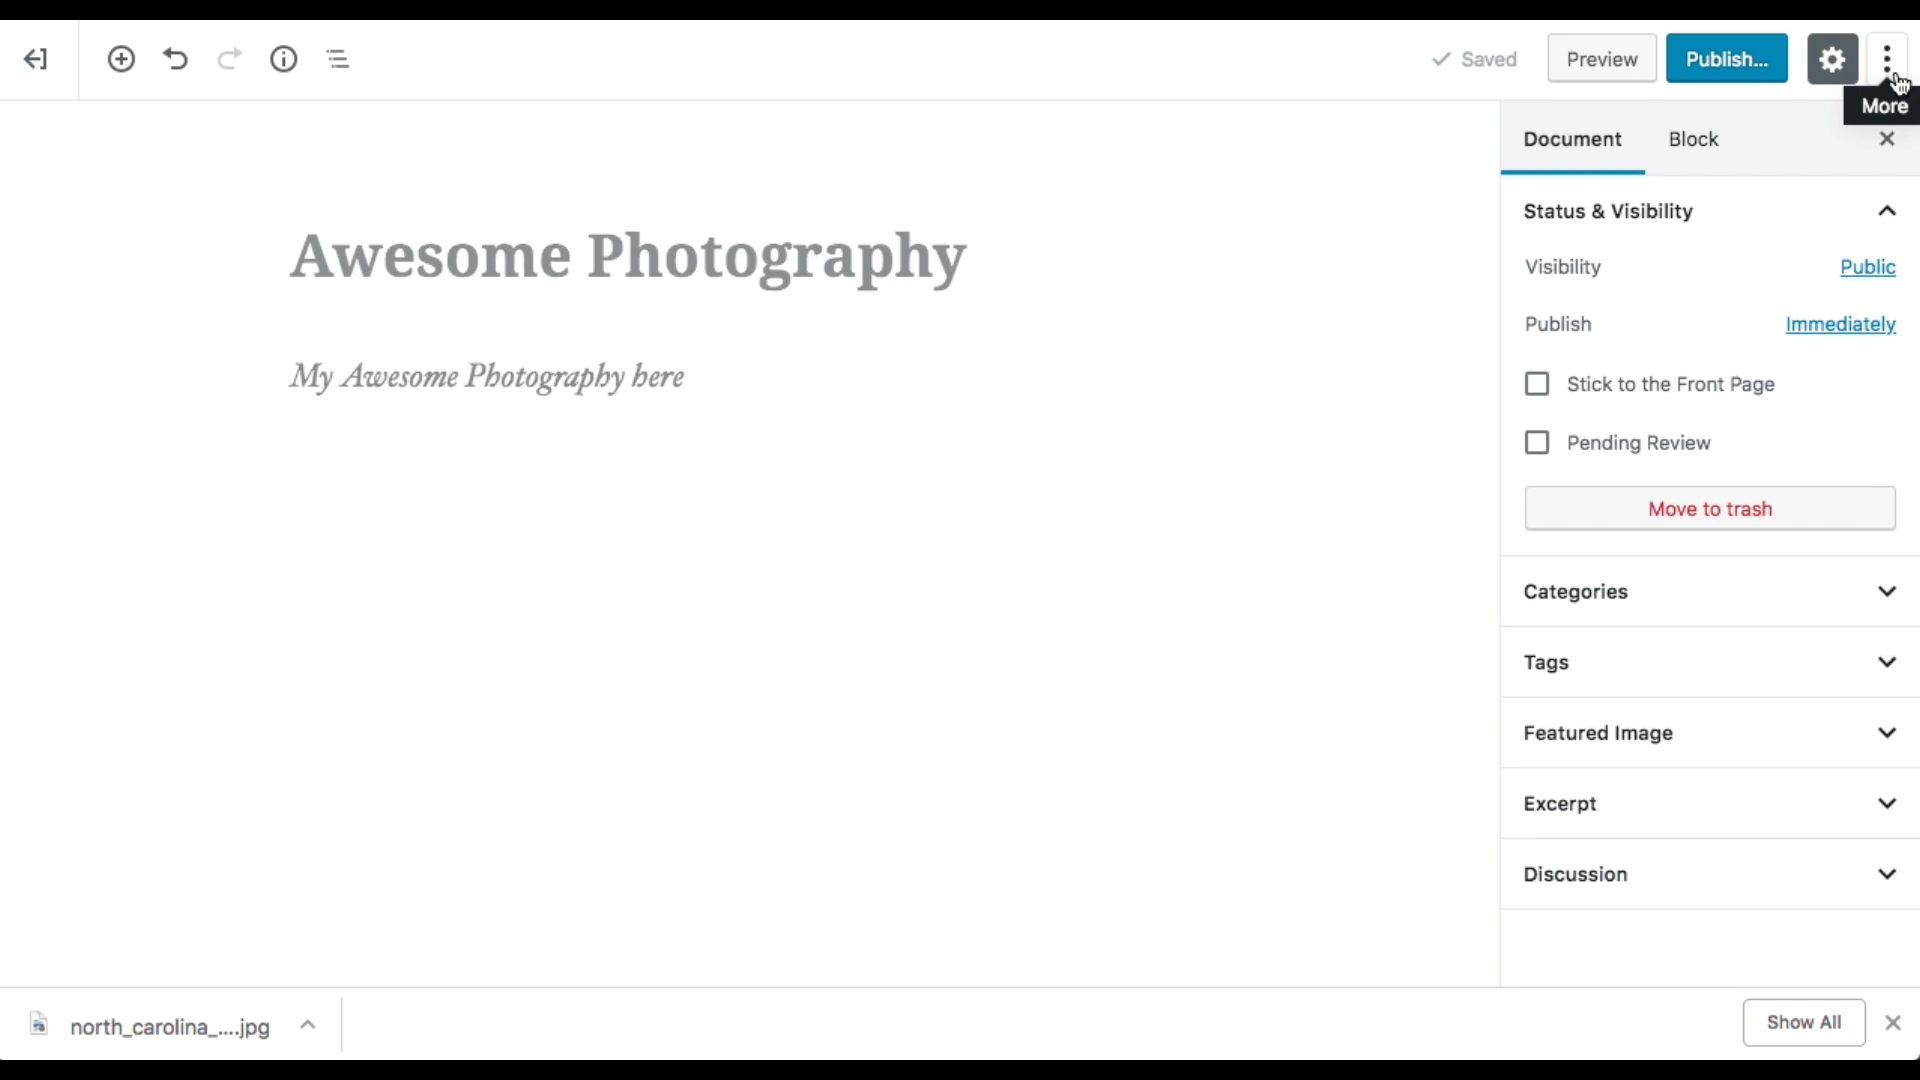 Saved Preview Publish...
More
Document Block
Status & Visibility
Awesome Photography
Visibility Public
Publish Immediately
My Awesome Photography here
Stick to the Front Page
Pending Review
Move to trash
Categories
Tags
Featured Image
Excerpt
Discussion
north_carolina_....jpg Show All